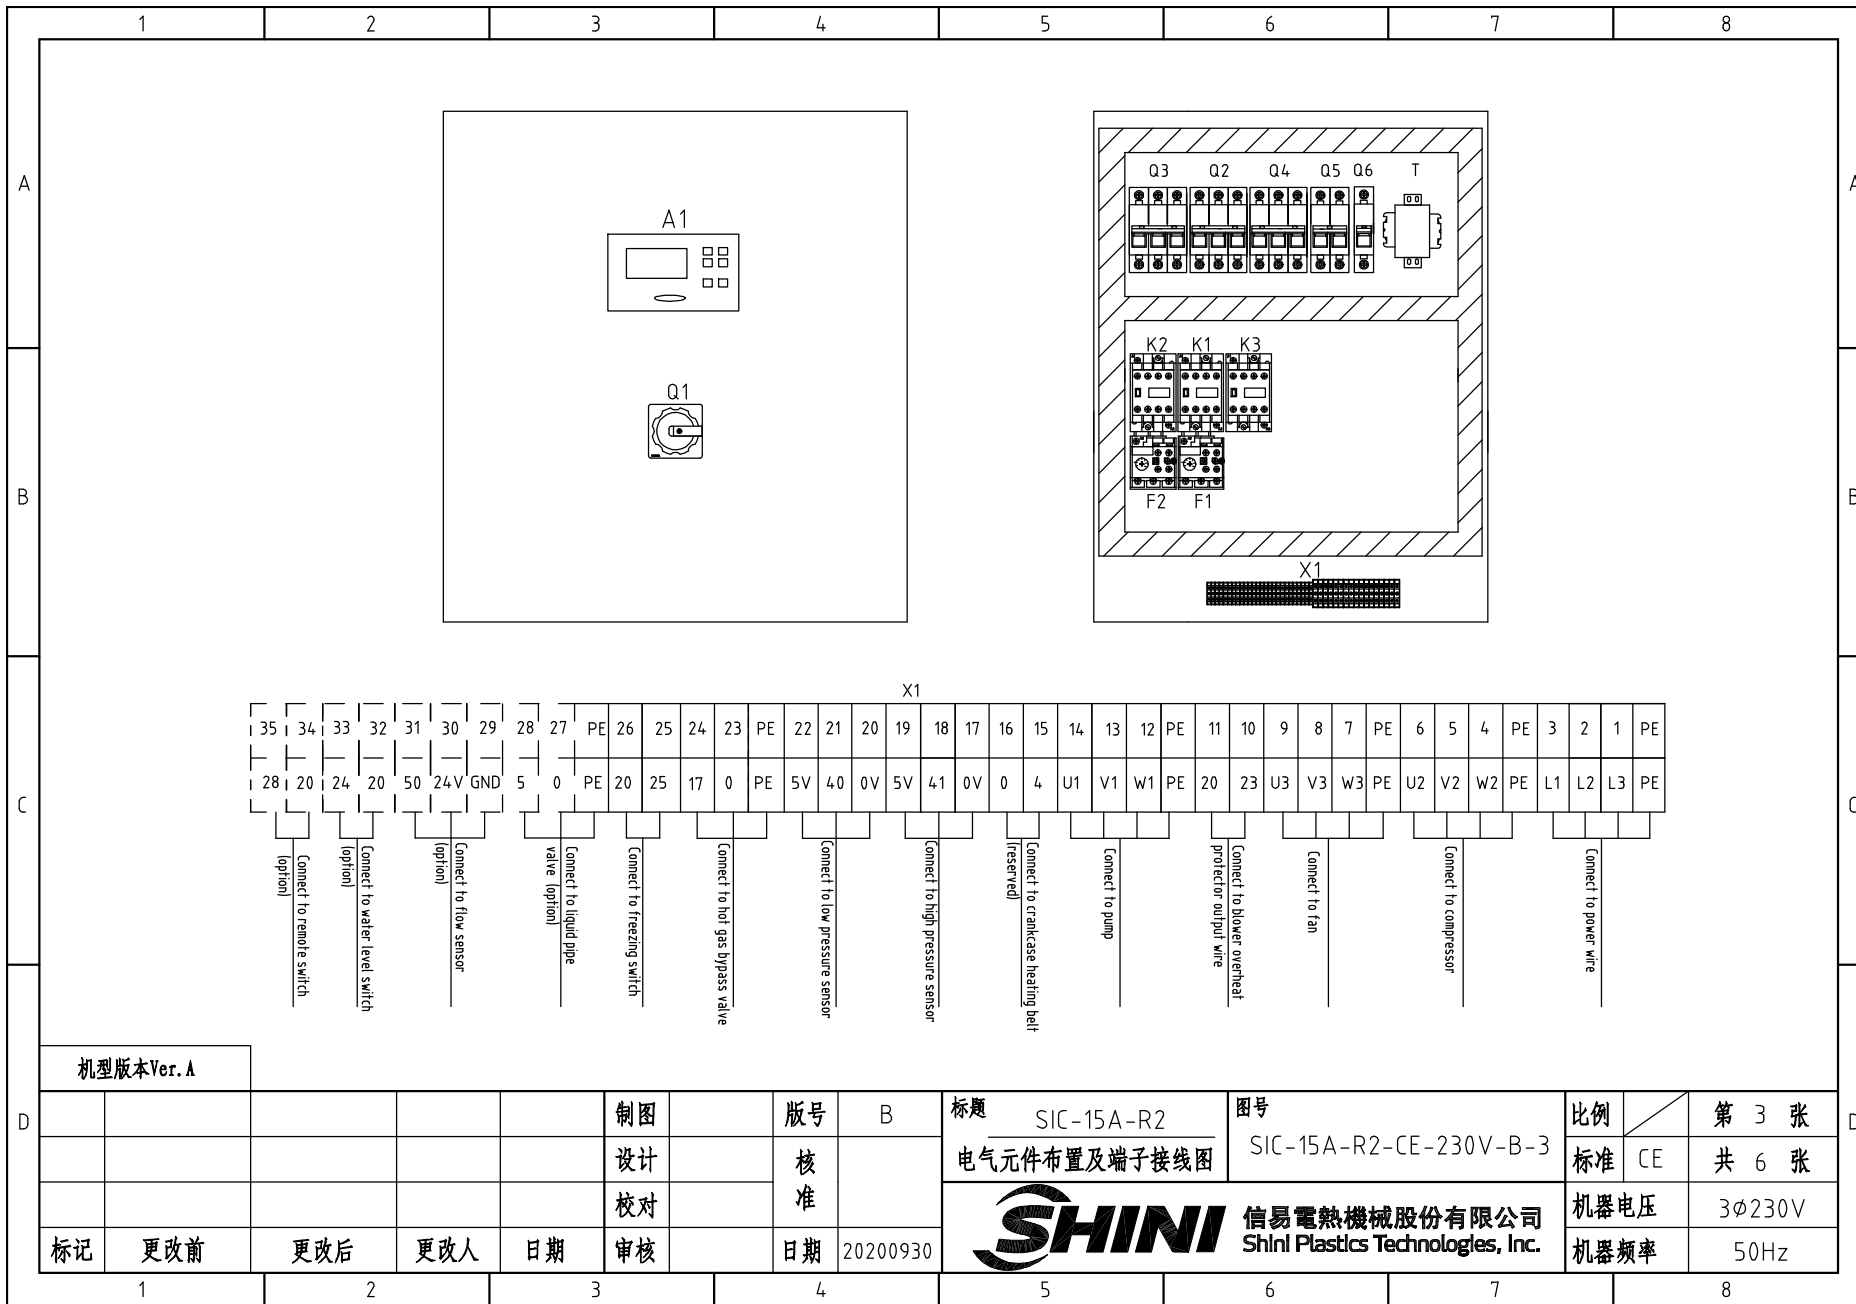 1 2 3 4 5 6 7 8
A A
A1
Q3 Q2 Q4 Q5 Q6 T
K2 K1 K3
Q1
B B
F2 F1
X1
X1
35 34 33 32 31 30 29 28 27 PE 26 25 24 23 PE 22 21 20 19 18 17 16 15 14 13 12 PE 11 10 9 8 7 PE 6 5 4 PE 3 2 1 PE
28 20 24 20 50 24V GND 5 0 PE 20 25 17 0 PE 5V 40 0V 5V 41 0V 0 4 U1 V1 W1 PE 20 23 U3 V3 W3 PE U2 V2 W2 PE L1 L2 L3 PE
C C
Connect to remote switch
(option)
Connect to water level switch
(option)
Connect to flow sensor
(option)
Connect to liquid pipe
valve (option)
Connect to freezing switch
Connect to hot gas bypass valve
Connect to low pressure sensor
Connect to high pressure sensor
Connect to crankcase heating belt
(reserved)
Connect to pump
Connect to blower overheat
protector output wire
Connect to fan
Connect to compressor
Connect to power wire
机型版本Ver.A
D D
制图 版号 B
设计 核准
校对
标记 更改前 更改后 更改人 日期 审核 日期 20200930
标题 SIC-15A-R2
电气元件布置及端子接线图
图号
SIC-15A-R2-CE-230V-B-3
比例 第 3 张
标准 CE 共 6 张
机器电压 3Φ230V
机器频率 50Hz
SHINI
信易電熱機械股份有限公司
Shini Plastics Technologies, Inc.
1 2 3 4 5 6 7 8